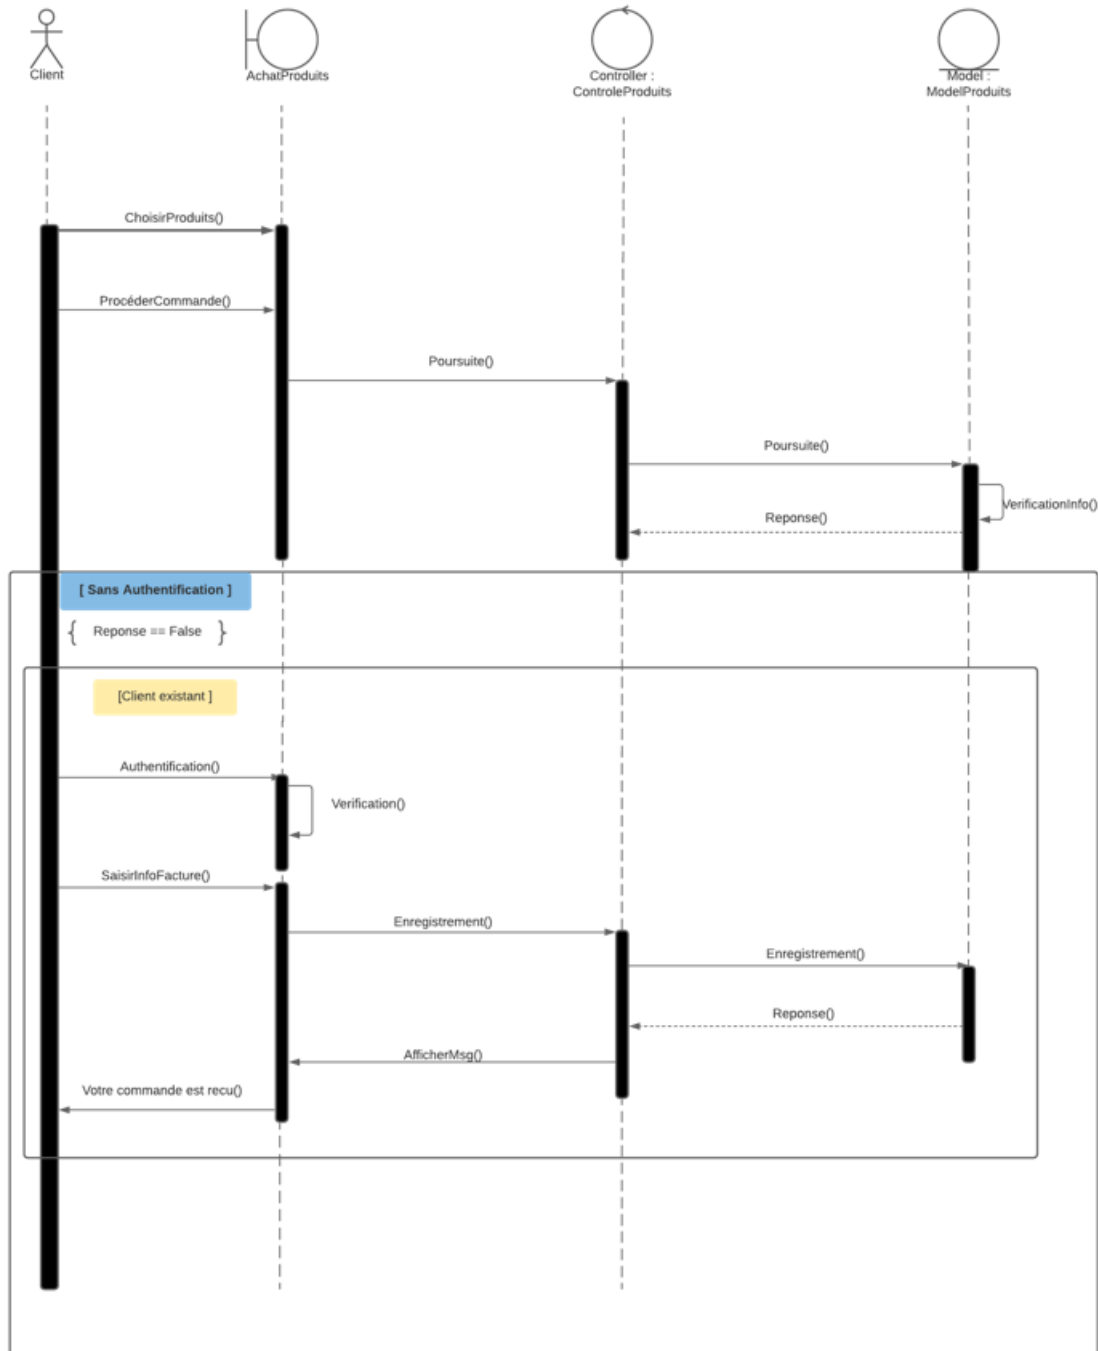 Client
AchatProduits
Controller :
ControleProduits
Model :
ModelProduits
ChoisirProduits()
ProcéderCommande()
Poursuite()
Poursuite()
VerificationInfo()
Reponse()
[ Sans Authentification ]
{ Reponse == False }
[Client existant ]
Authentification()
Verification()
SaisirInfoFacture()
Enregistrement()
Enregistrement()
Reponse()
AfficherMsg()
Votre commande est recu()